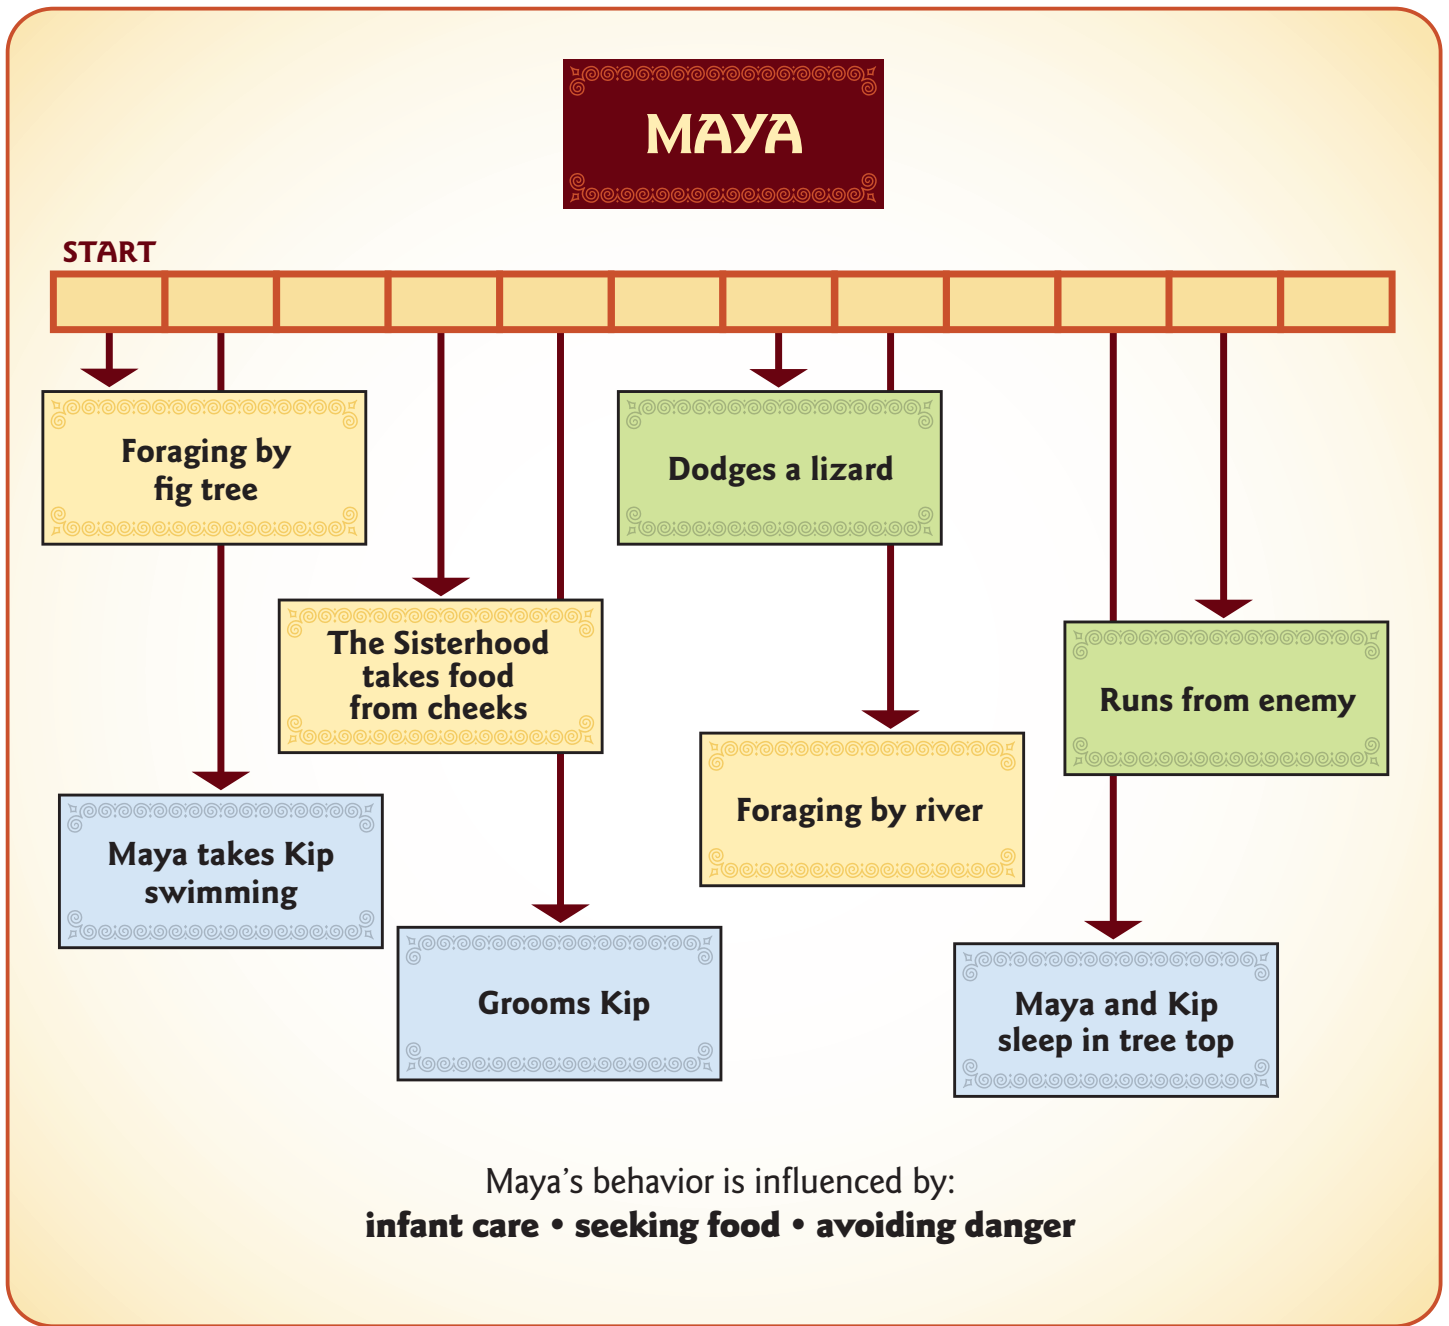 MAYA
START
Foraging by
fig tree
Dodges a lizard
The Sisterhood
takes food
from cheeks
Runs from enemy
Foraging by river
Maya takes Kip
swimming
Grooms Kip
Maya and Kip
sleep in tree top
Maya's behavior is influenced by:
infant care • seeking food • avoiding danger